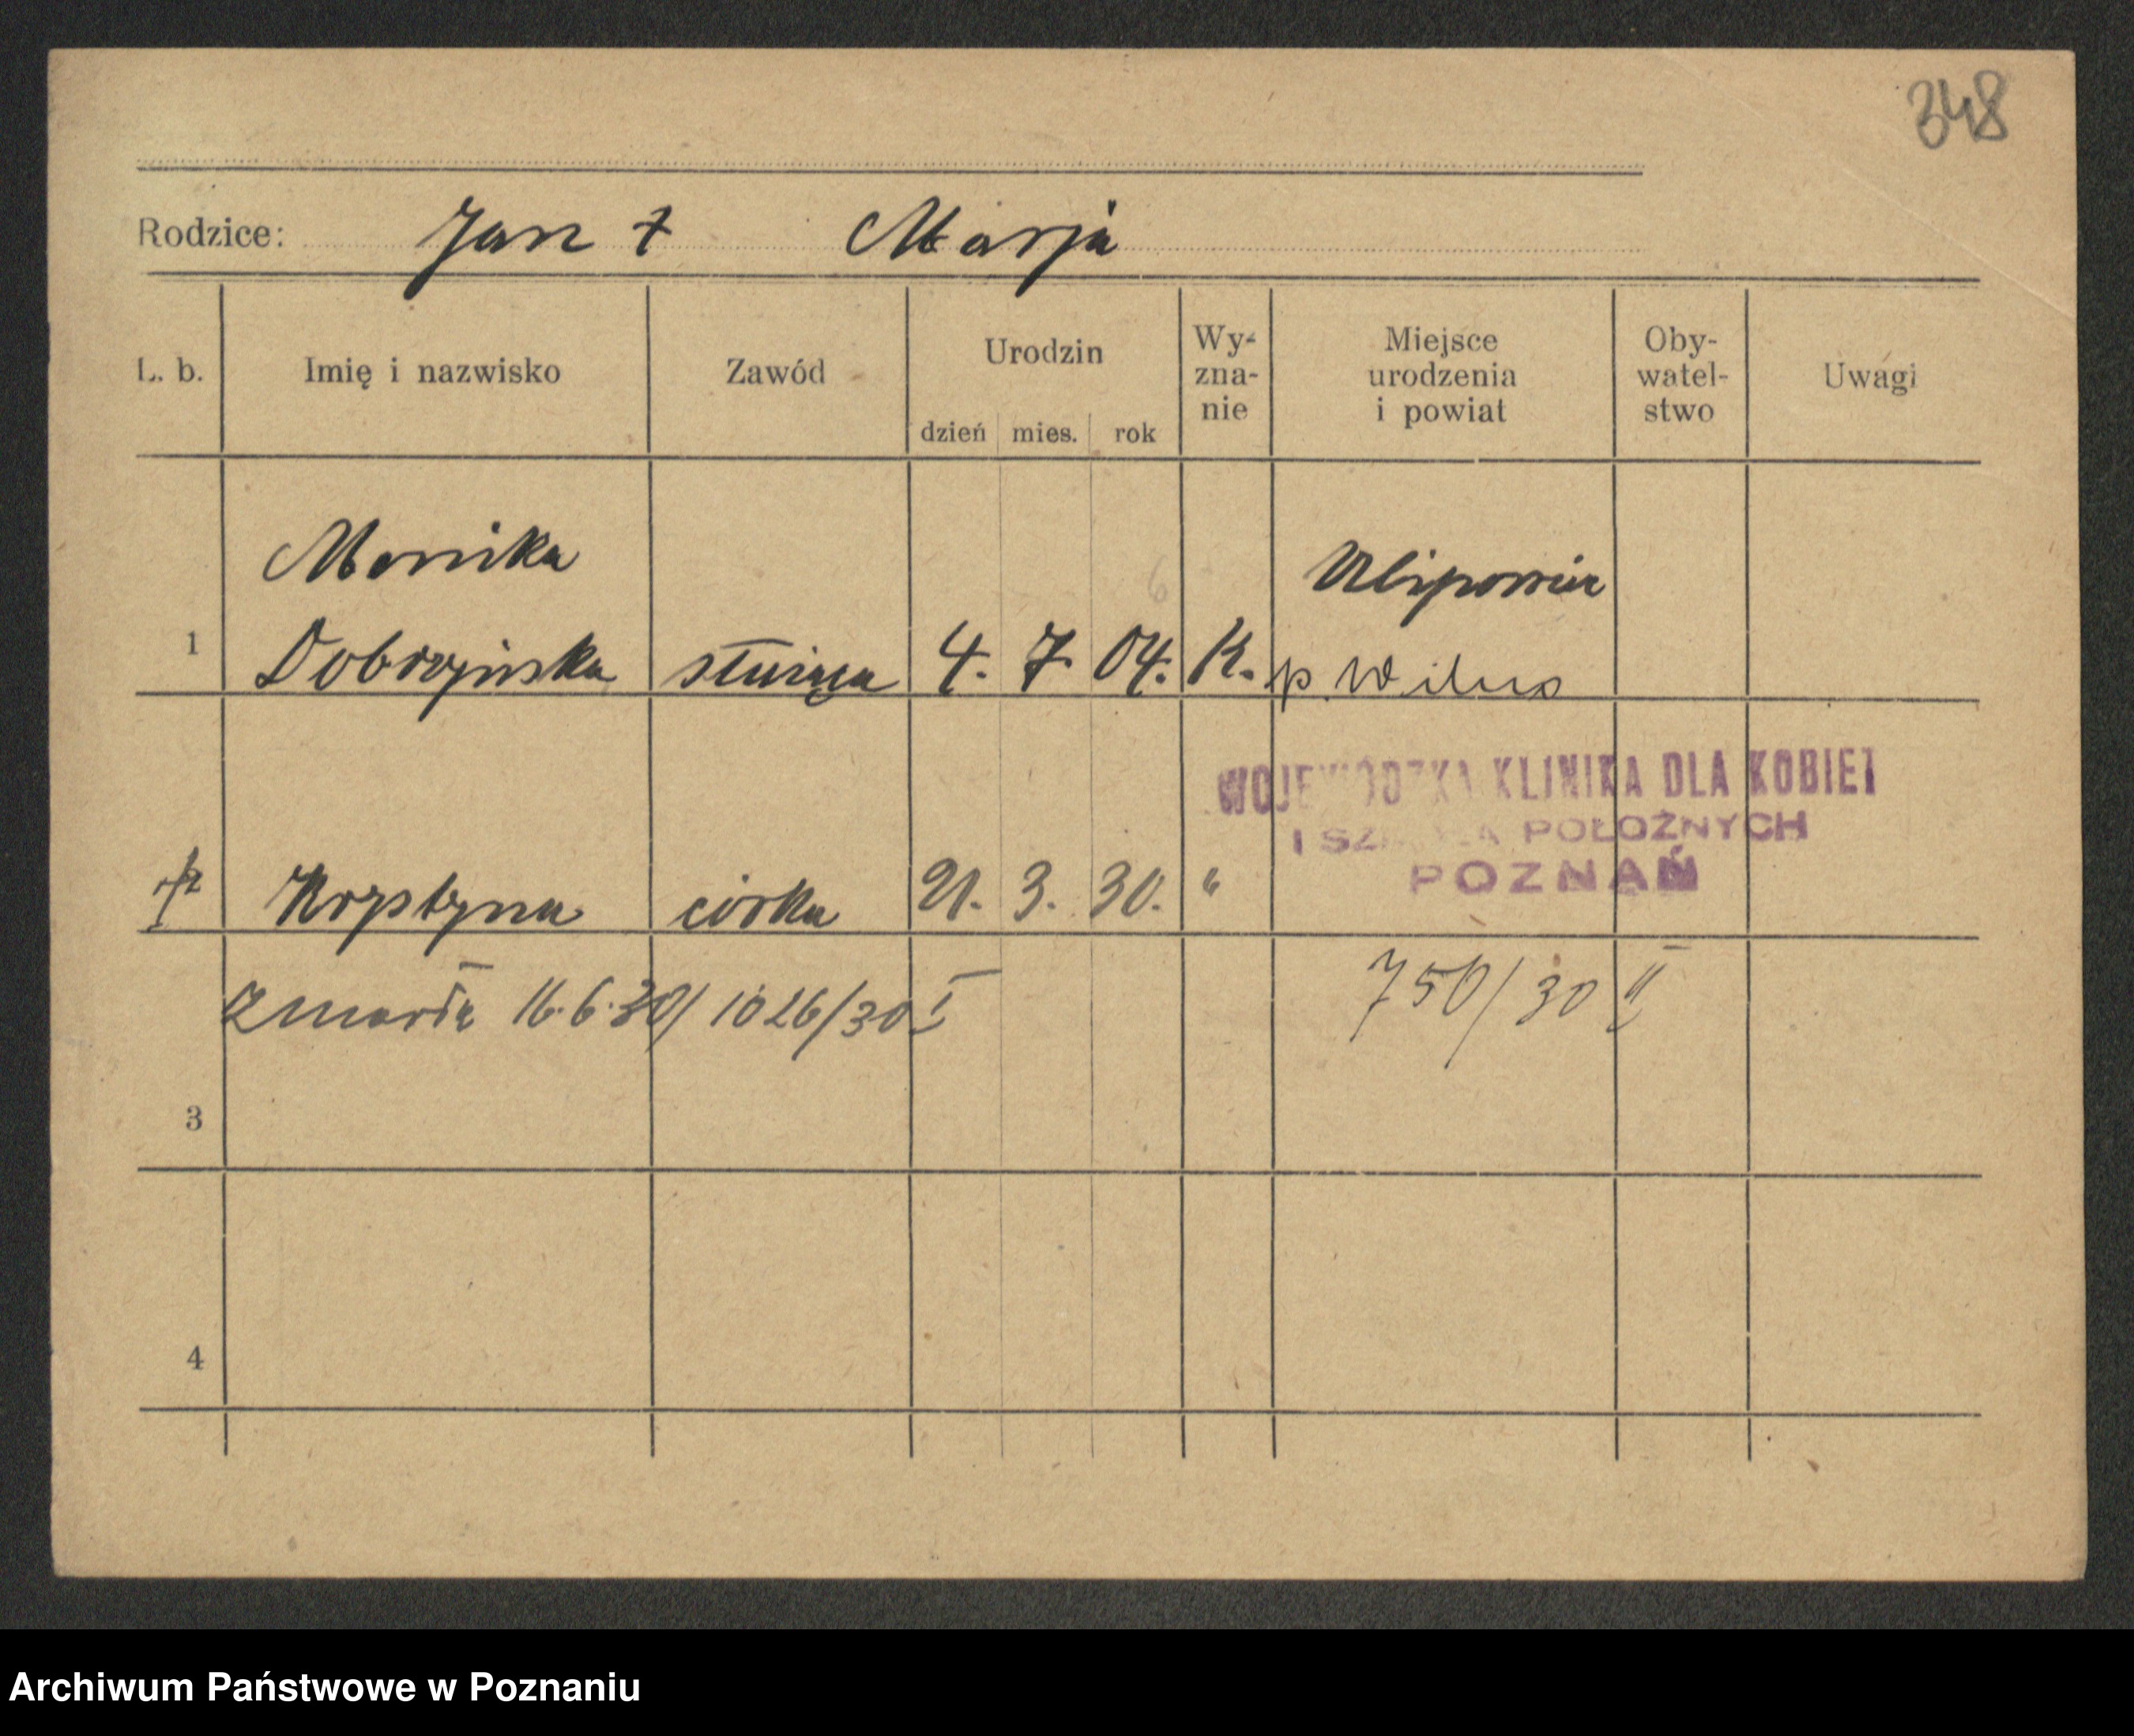 348
Rodzice: Jan + Marja
L. b. Imię i nazwisko Zawód Urodzin dzień mies. rok Wy-zna-nie Miejsce urodzenia i powiat Oby-watel-stwo Uwagi
Monika
1 Dobrzyńska służąca 4. 7 04. K. p. Wilno
WOJEWÓDZKA KLINIKA DLA KOBIET
I SZKOŁA POŁOŻNYCH
POZNAŃ
Krystyna córka 21. 3. 30. "
zmarła 16.6.30/1026/30 I 750/30 II
3
4
Archiwum Państwowe w Poznaniu